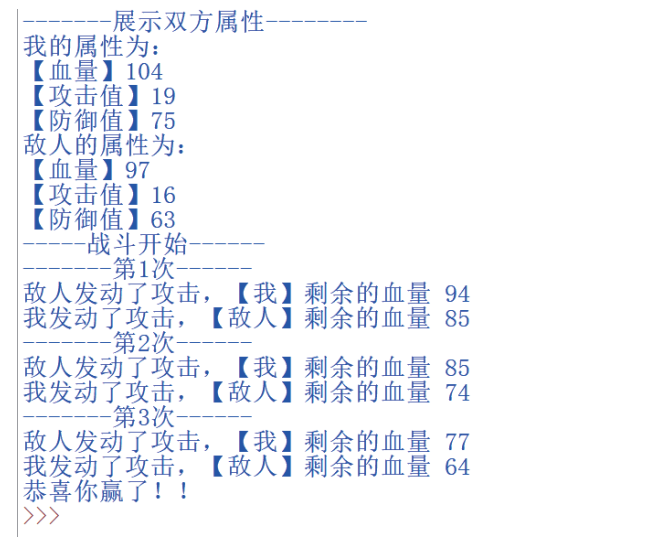 -------展示双方属性--------
我的属性为:
【血量】104
【攻击值】19
【防御值】75
敌人的属性为:
【血量】97
【攻击值】16
【防御值】63
-----战斗开始------
-------第1次------
敌人发动了攻击，【我】剩余的血量 94
我发动了攻击，【敌人】剩余的血量 85
-------第2次------
敌人发动了攻击，【我】剩余的血量 85
我发动了攻击，【敌人】剩余的血量 74
-------第3次------
敌人发动了攻击，【我】剩余的血量 77
我发动了攻击，【敌人】剩余的血量 64
恭喜你赢了！！
>>>